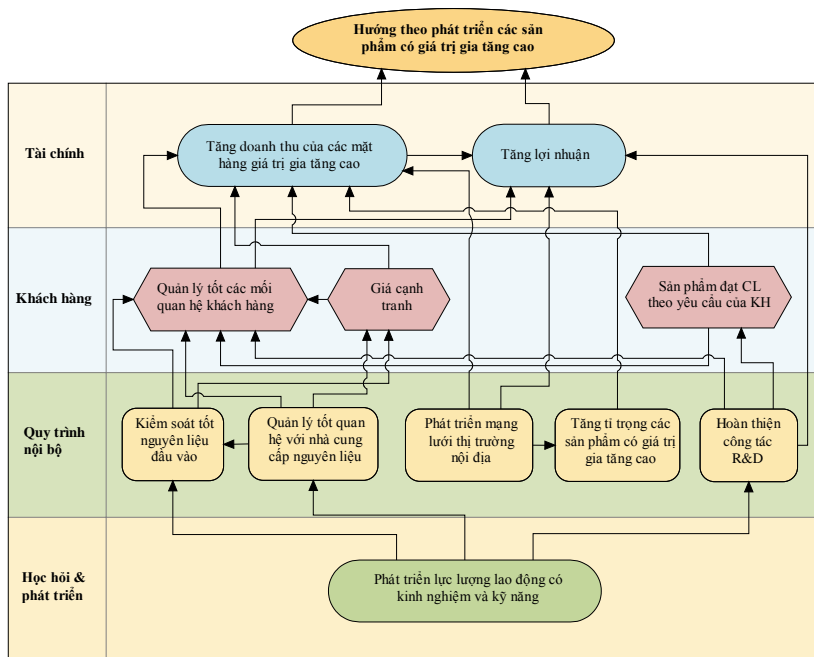 Hướng theo phát triển các sản
phẩm có giá trị gia tăng cao
Tài chính
Tăng doanh thu của các mặt
hàng giá trị gia tăng cao
Tăng lợi nhuận
Khách hàng
Quản lý tốt các mối
quan hệ khách hàng
Giá cạnh
tranh
Sản phẩm đạt CL
theo yêu cầu của KH
Quy trình
nội bộ
Kiểm soát tốt
nguyên liệu
đầu vào
Quản lý tốt quan
hệ với nhà cung
cấp nguyên liệu
Phát triển mạng
lưới thị trường
nội địa
Tăng tỉ trọng các
sản phẩm có giá trị
gia tăng cao
Hoàn thiện
công tác
R&D
Học hỏi &
phát triển
Phát triển lực lượng lao động có
kinh nghiệm và kỹ năng